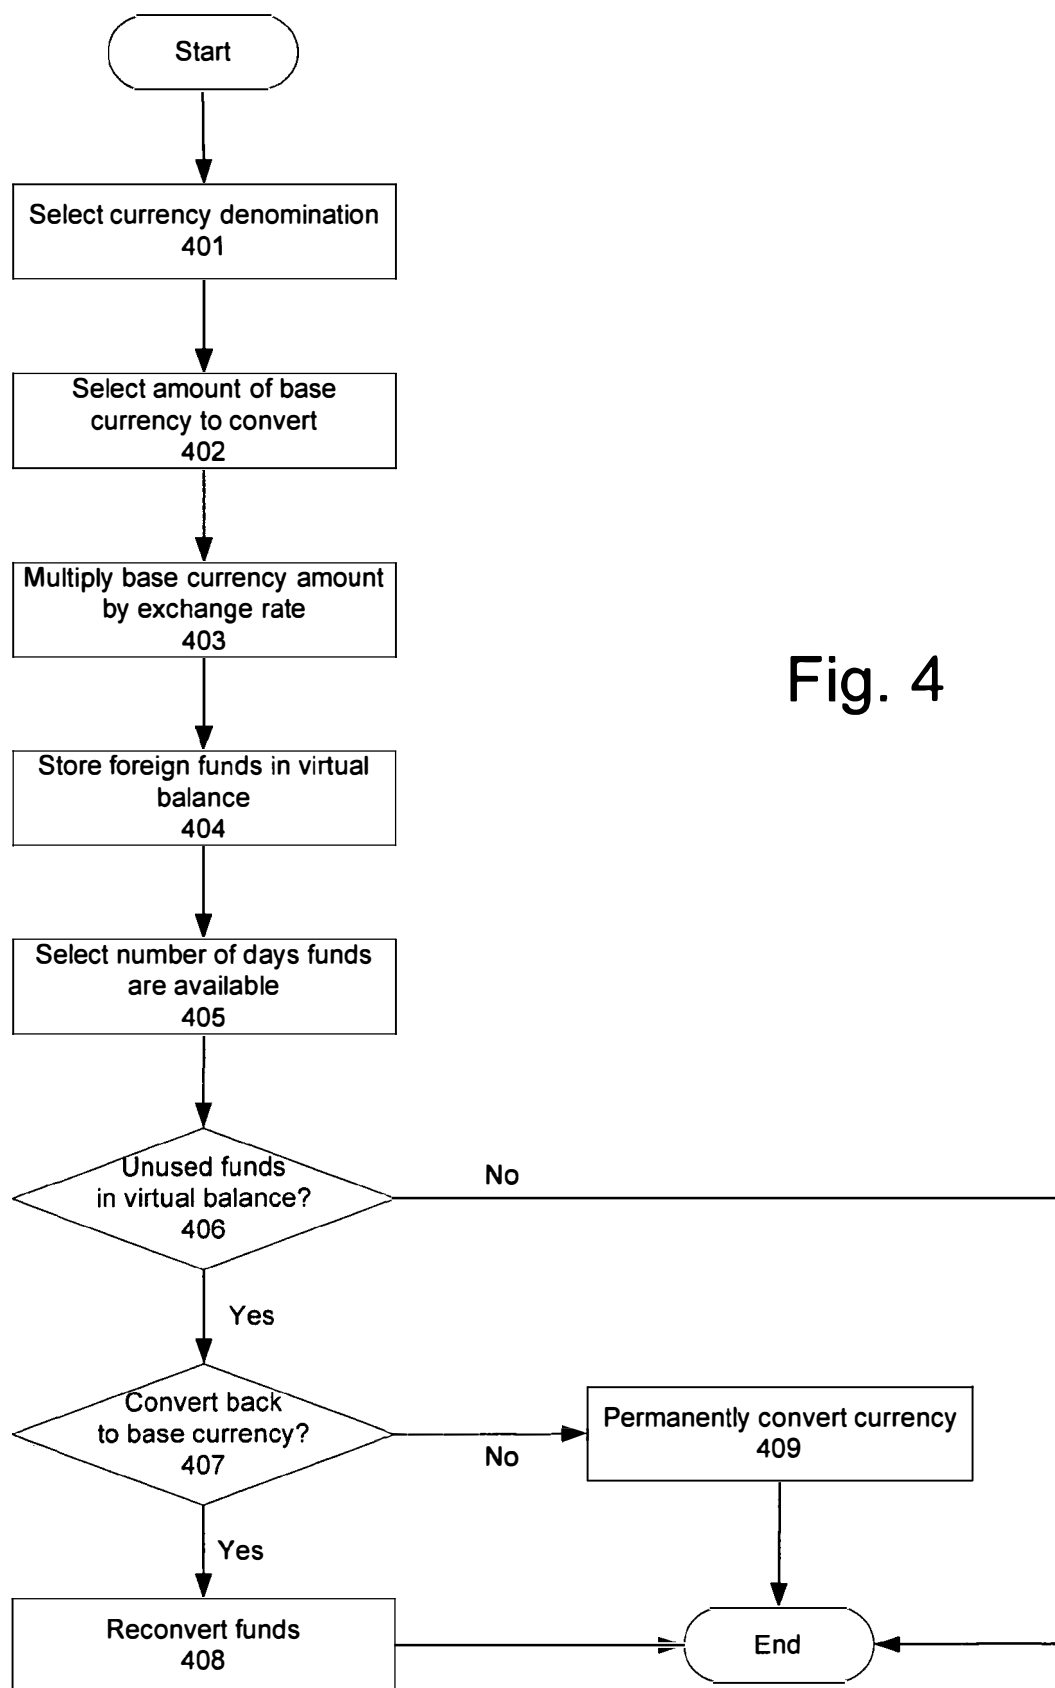 Start
Select currency denomination
401
Select amount of base
currency to convert
402
Multiply base currency amount
by exchange rate
403
Fig. 4
Store foreign funds in virtual
balance
404
Select number of days funds
are available
405
Unused funds
in virtual balance?
406
No
Yes
Convert back
to base currency?
407
No
Permanently convert currency
409
Yes
Reconvert funds
408
End